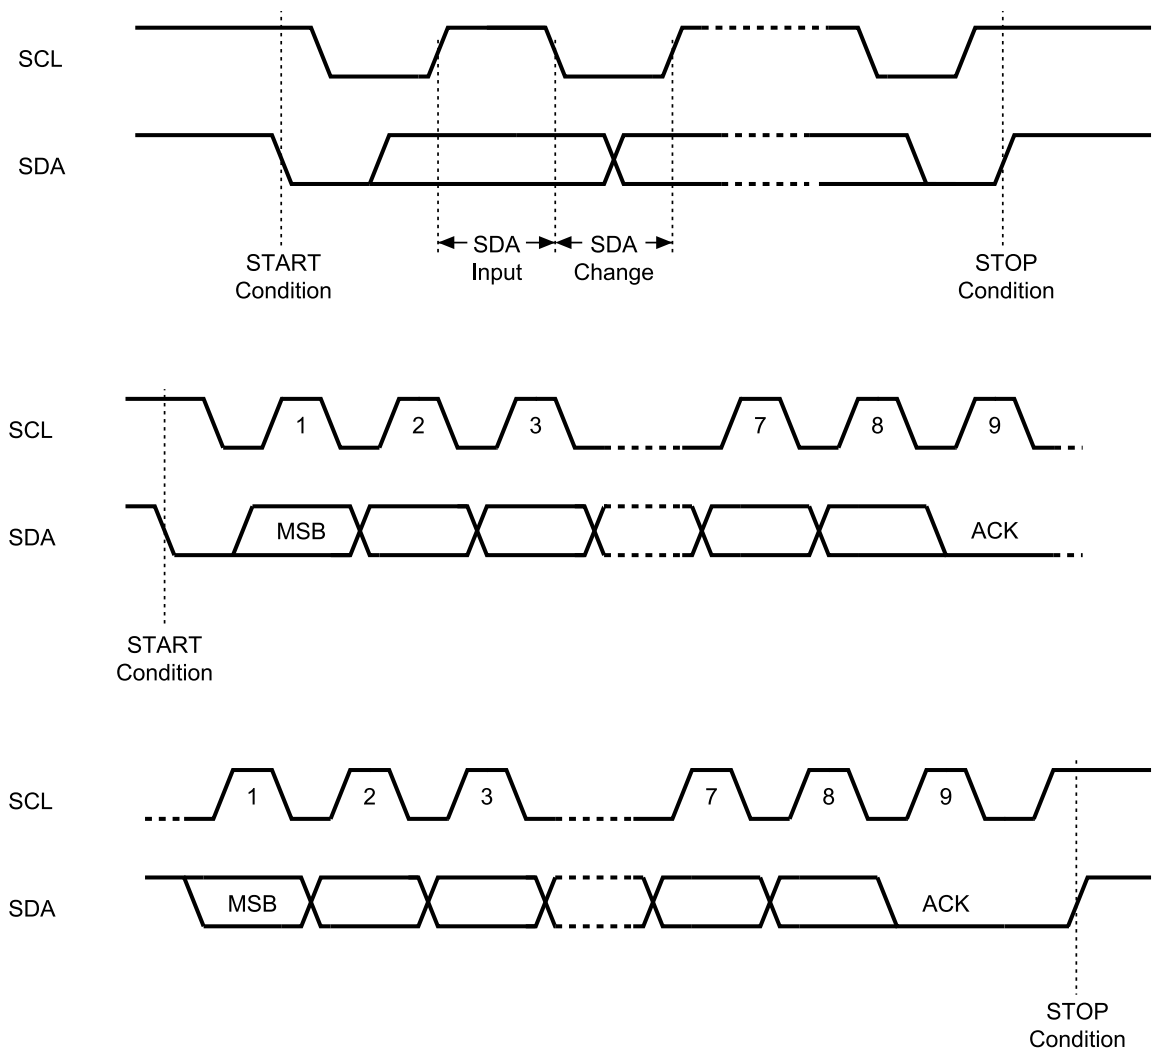 SCL
SDA
SDA
Input
SDA
Change
START
Condition
STOP
Condition
SCL
1
2
3
7
8
9
SDA
MSB
ACK
START
Condition
SCL
1
2
3
7
8
9
SDA
MSB
ACK
STOP
Condition